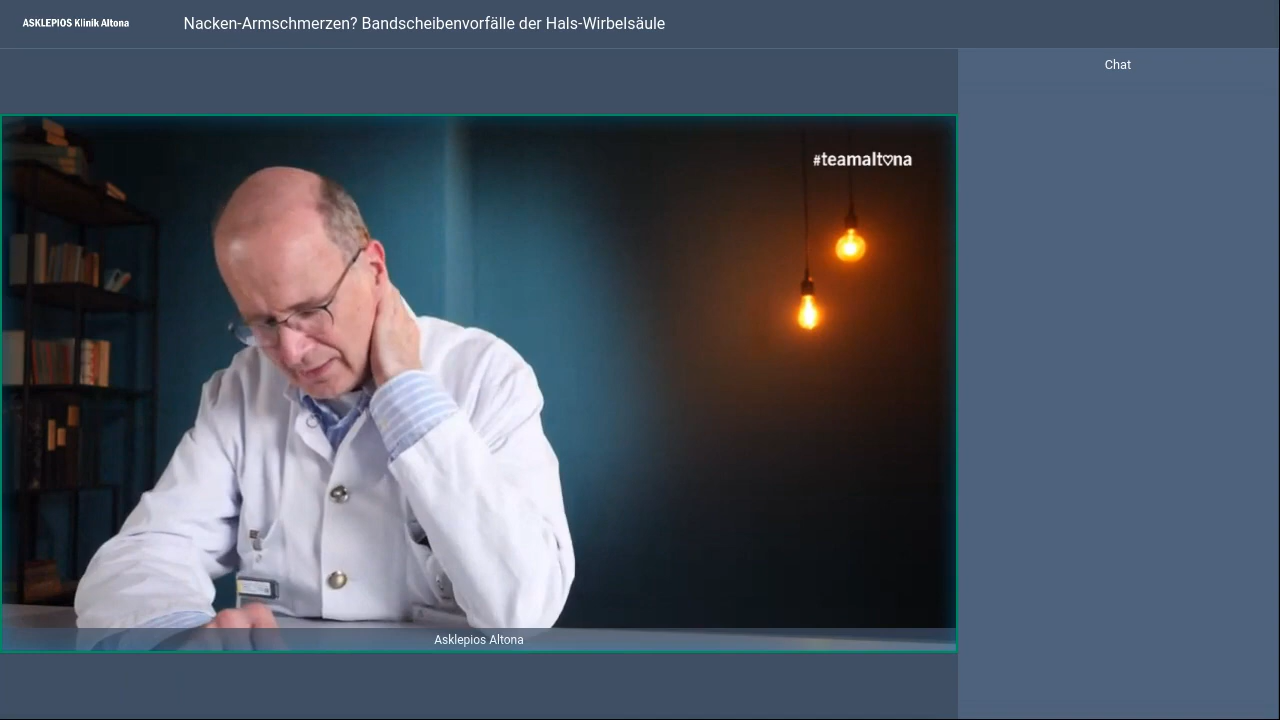 ASKLEPIOS Klinik Altona
Nacken-Armschmerzen? Bandscheibenvorfälle der Hals-Wirbelsäule
Chat
#teamaltona
Asklepios Altona